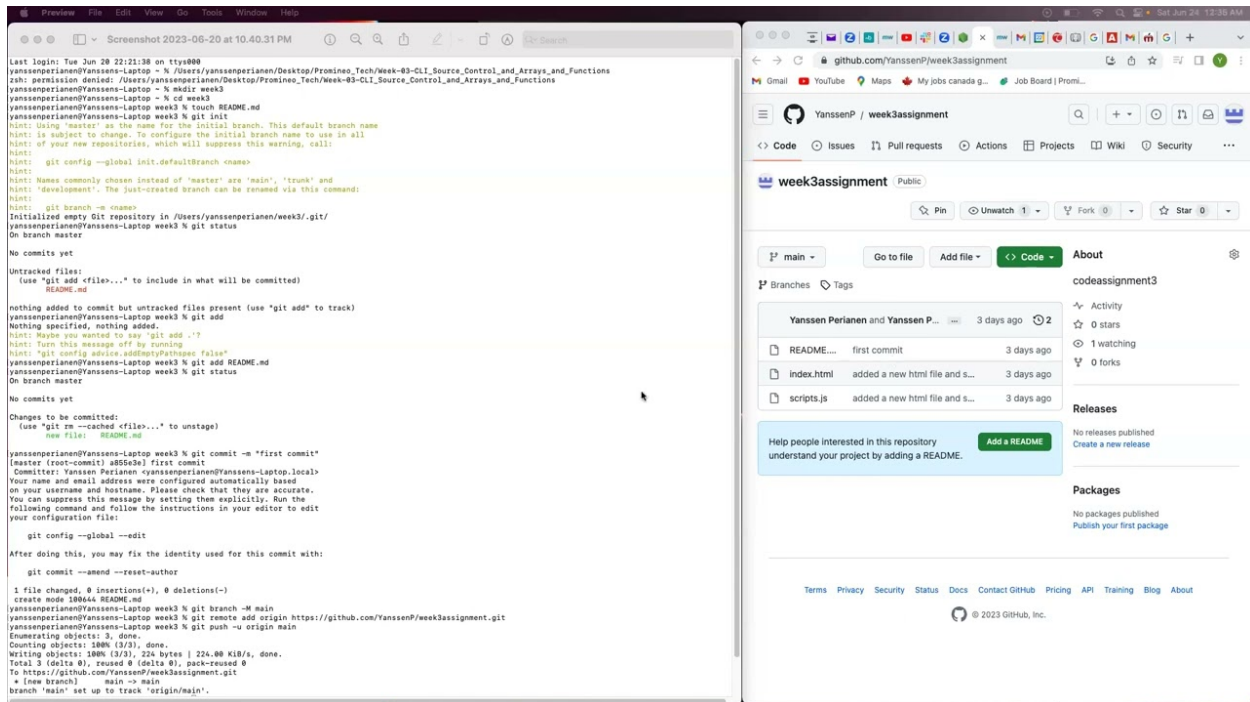 Preview File Edit View Go Tools Window Help
Sat Jun 24 12:35 AM
Screenshot 2023-06-20 at 10.40.31 PM
Search
Last login: Tue Jun 20 22:21:38 on ttys000
yanssenperianen@Yanssens-Laptop ~ % /Users/yanssenperianen/Desktop/Promineo_Tech/Week-03-CLI_Source_Control_and_Arrays_and_Functions
zsh: permission denied: /Users/yanssenperianen/Desktop/Promineo_Tech/Week-03-CLI_Source_Control_and_Arrays_and_Functions
yanssenperianen@Yanssens-Laptop ~ % mkdir week3
yanssenperianen@Yanssens-Laptop ~ % cd week3
yanssenperianen@Yanssens-Laptop week3 % touch README.md
yanssenperianen@Yanssens-Laptop week3 % git init
hint: Using 'master' as the name for the initial branch. This default branch name
hint: is subject to change. To configure the initial branch name to use in all
hint: of your new repositories, which will suppress this warning, call:
hint:
hint: git config --global init.defaultBranch <name>
hint:
hint: Names commonly chosen instead of 'master' are 'main', 'trunk' and
hint: 'development'. The just-created branch can be renamed via this command:
hint:
hint: git branch -m <name>
Initialized empty Git repository in /Users/yanssenperianen/week3/.git/
yanssenperianen@Yanssens-Laptop week3 % git status
On branch master
No commits yet
Untracked files:
(use "git add <file>..." to include in what will be committed)
README.md
nothing added to commit but untracked files present (use "git add" to track)
yanssenperianen@Yanssens-Laptop week3 % git add
Nothing specified, nothing added.
hint: Maybe you wanted to say 'git add .'?
hint: Turn this message off by running
hint: "git config advice.addEmptyPathspec false"
yanssenperianen@Yanssens-Laptop week3 % git add README.md
yanssenperianen@Yanssens-Laptop week3 % git status
On branch master
No commits yet
Changes to be committed:
(use "git rm --cached <file>..." to unstage)
new file: README.md
yanssenperianen@Yanssens-Laptop week3 % git commit -m "first commit"
[master (root-commit) a855e3e] first commit
Committer: Yanssen Perianen <yanssenperianen@Yanssens-Laptop.local>
Your name and email address were configured automatically based
on your username and hostname. Please check that they are accurate.
You can suppress this message by setting them explicitly. Run the
following command and follow the instructions in your editor to edit
your configuration file:
git config --global --edit
After doing this, you may fix the identity used for this commit with:
git commit --amend --reset-author
1 file changed, 0 insertions(+), 0 deletions(-)
create mode 100644 README.md
yanssenperianen@Yanssens-Laptop week3 % git branch -M main
yanssenperianen@Yanssens-Laptop week3 % git remote add origin https://github.com/YanssenP/week3assignment.git
yanssenperianen@Yanssens-Laptop week3 % git push -u origin main
Enumerating objects: 3, done.
Counting objects: 100% (3/3), done.
Writing objects: 100% (3/3), 224 bytes | 224.00 KiB/s, done.
Total 3 (delta 0), reused 0 (delta 0), pack-reused 0
To https://github.com/YanssenP/week3assignment.git
* [new branch] main -> main
branch 'main' set up to track 'origin/main'.
github.com/YanssenP/week3assignment
Y
Gmail YouTube Maps My jobs canada g... Job Board | Promi...
YanssenP / week3assignment
Code Issues Pull requests Actions Projects Wiki Security
week3assignment Public
Pin Unwatch 1 Fork 0 Star 0
main Go to file Add file Code
Branches Tags
Yanssen Perianen and Yanssen P... 3 days ago 2
README.... first commit 3 days ago
index.html added a new html file and s... 3 days ago
scripts.js added a new html file and s... 3 days ago
Help people interested in this repository
understand your project by adding a README.
Add a README
About
codeassignment3
Activity
0 stars
1 watching
0 forks
Releases
No releases published
Create a new release
Packages
No packages published
Publish your first package
Terms Privacy Security Status Docs Contact GitHub Pricing API Training Blog About
© 2023 GitHub, Inc.